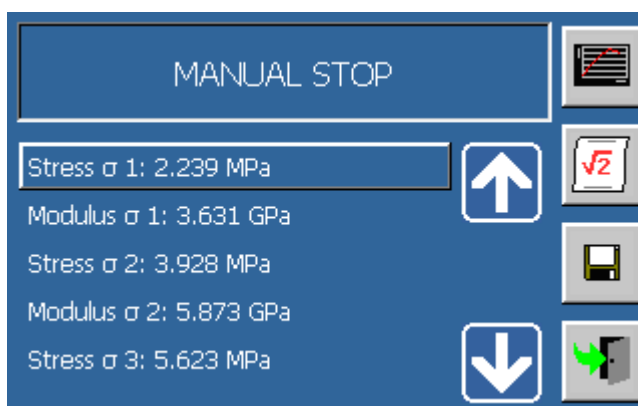 MANUAL STOP
Stress σ 1: 2.239 MPa
Modulus σ 1: 3.631 GPa
Stress σ 2: 3.928 MPa
Modulus σ 2: 5.873 GPa
Stress σ 3: 5.623 MPa
√2